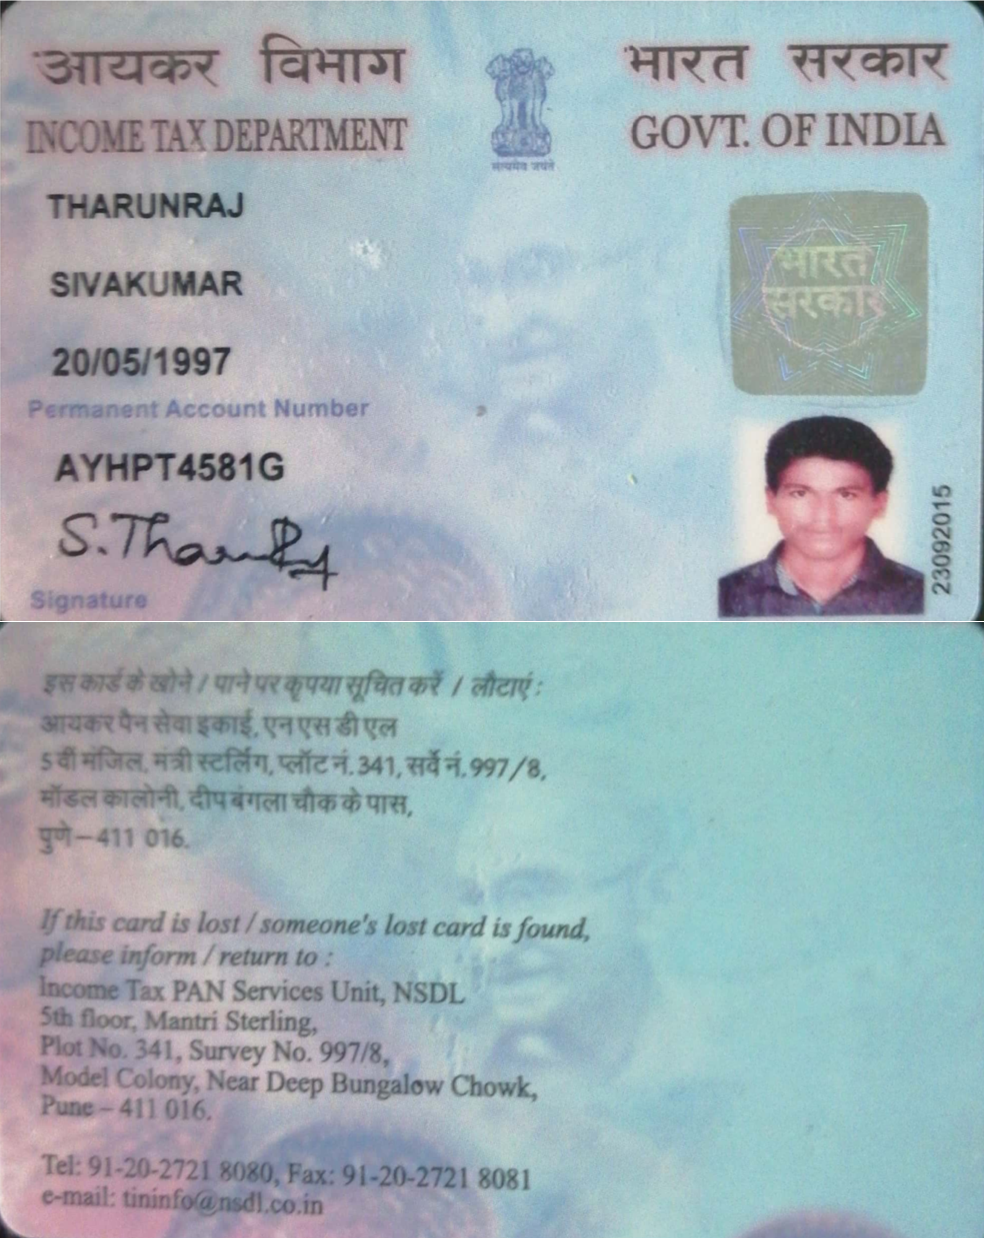 आयकर विभाग
INCOME TAX DEPARTMENT
सत्यमेव जयते
भारत सरकार
GOVT. OF INDIA
THARUNRAJ
SIVAKUMAR
20/05/1997
Permanent Account Number
AYHPT4581G
Signature
भारत
सरकार
23092015
इस कार्ड के खोने / पाने पर कृपया सूचित करें / लौटाएं :
आयकर पैन सेवा इकाई, एन एस डी एल
5 वीं मंजिल, मंत्री स्टर्लिंग, प्लॉट नं. 341, सर्वे नं. 997/8,
मॉडल कालोनी, दीप बंगला चौक के पास,
पुणे – 411 016.
If this card is lost / someone's lost card is found,
please inform / return to :
Income Tax PAN Services Unit, NSDL
5th floor, Mantri Sterling,
Plot No. 341, Survey No. 997/8,
Model Colony, Near Deep Bungalow Chowk,
Pune – 411 016.
Tel: 91-20-2721 8080, Fax: 91-20-2721 8081
e-mail: tininfo@nsdl.co.in